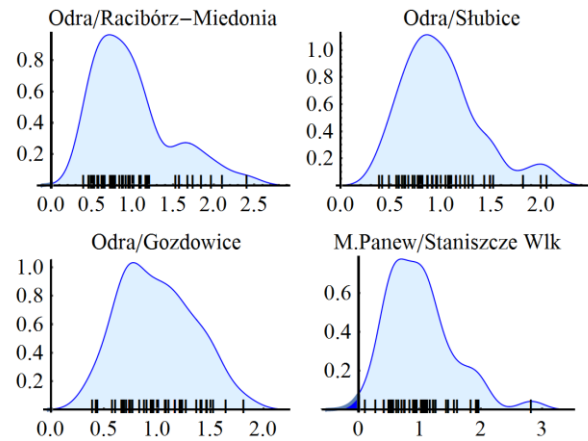 Odra/Racibórz−Miedonia
0.8
0.6
0.4
0.2
0.0 0.5 1.0 1.5 2.0 2.5
Odra/Słubice
1.0
0.8
0.6
0.4
0.2
0.0 0.5 1.0 1.5 2.0
Odra/Gozdowice
1.0
0.8
0.6
0.4
0.2
0.0 0.5 1.0 1.5 2.0
M.Panew/Staniszcze Wlk
0.6
0.4
0.2
0 1 2 3